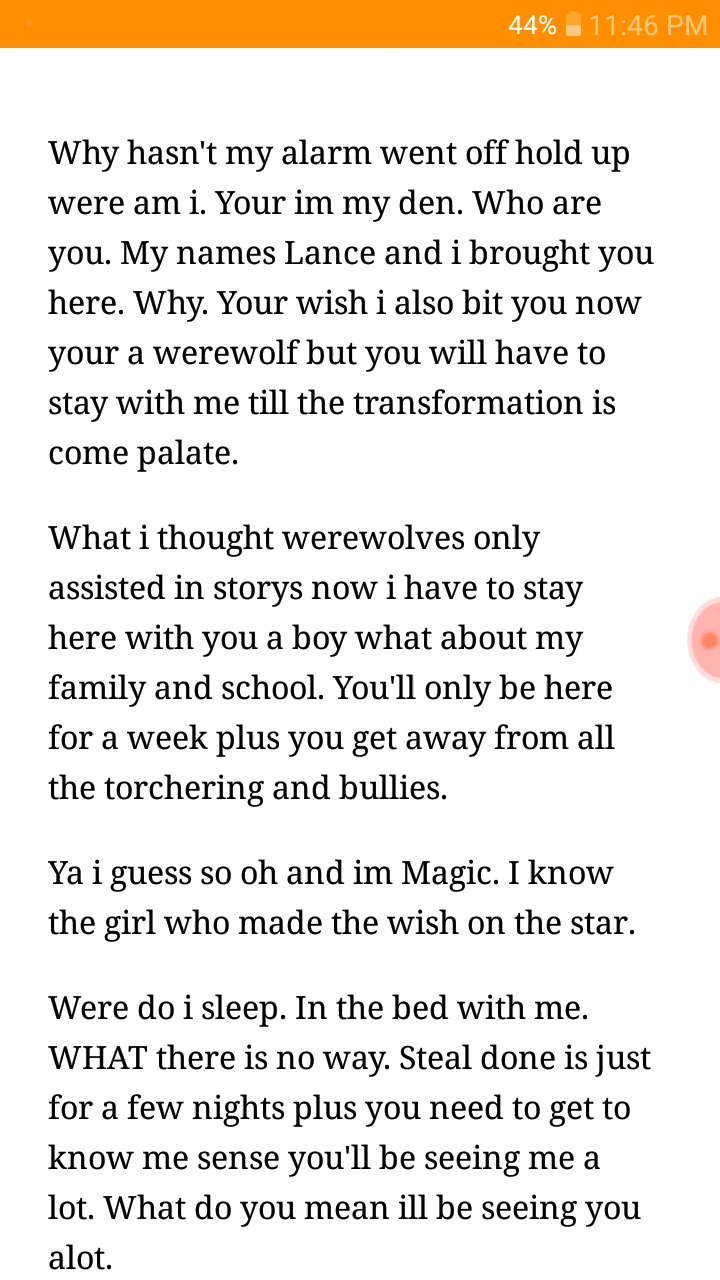 44% 11:46 PM
Why hasn't my alarm went off hold up
were am i. Your im my den. Who are
you. My names Lance and i brought you
here. Why. Your wish i also bit you now
your a werewolf but you will have to
stay with me till the transformation is
come palate.
What i thought werewolves only
assisted in storys now i have to stay
here with you a boy what about my
family and school. You'll only be here
for a week plus you get away from all
the torchering and bullies.
Ya i guess so oh and im Magic. I know
the girl who made the wish on the star.
Were do i sleep. In the bed with me.
WHAT there is no way. Steal done is just
for a few nights plus you need to get to
know me sense you'll be seeing me a
lot. What do you mean ill be seeing you
alot.